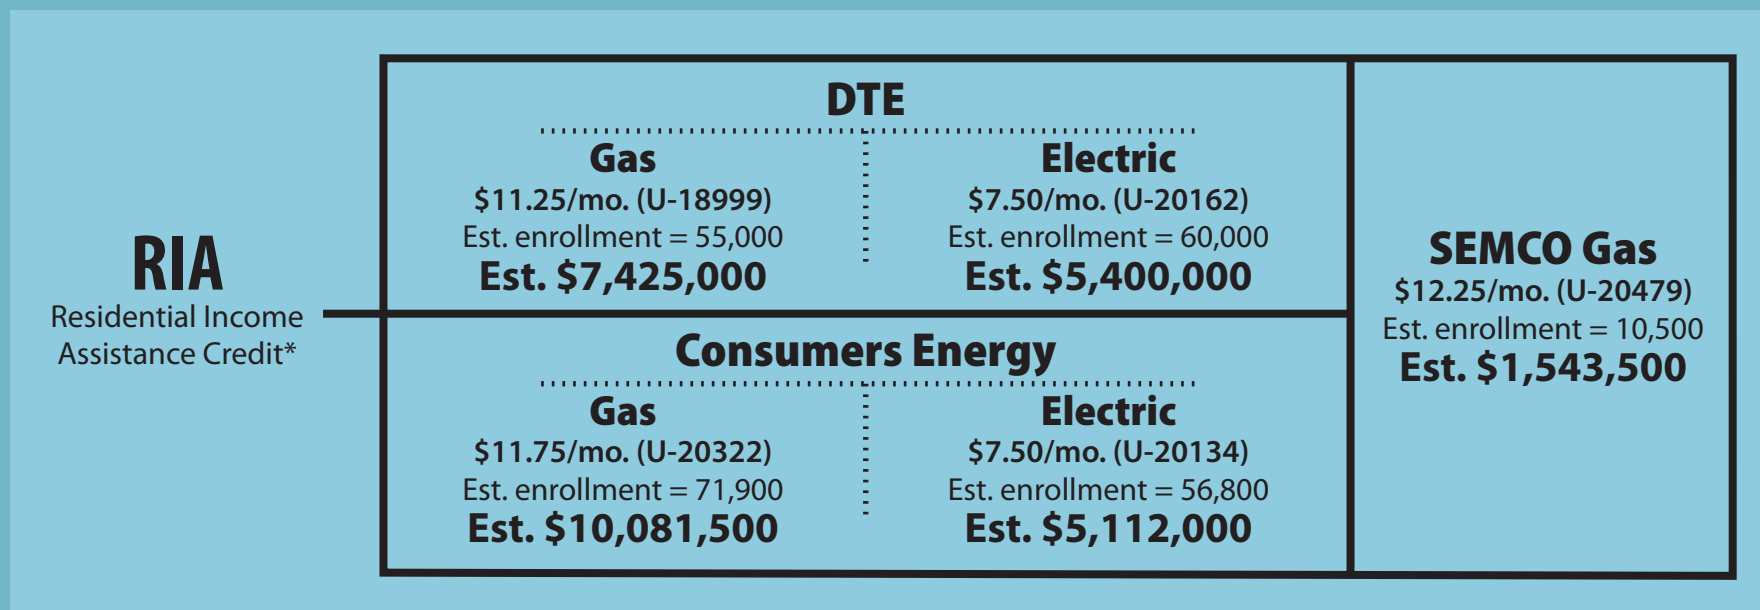 RIA
Residential Income
Assistance Credit*
DTE
Gas
$11.25/mo. (U-18999)
Est. enrollment = 55,000
Est. $7,425,000
Electric
$7.50/mo. (U-20162)
Est. enrollment = 60,000
Est. $5,400,000
Consumers Energy
Gas
$11.75/mo. (U-20322)
Est. enrollment = 71,900
Est. $10,081,500
Electric
$7.50/mo. (U-20134)
Est. enrollment = 56,800
Est. $5,112,000
SEMCO Gas
$12.25/mo. (U-20479)
Est. enrollment = 10,500
Est. $1,543,500